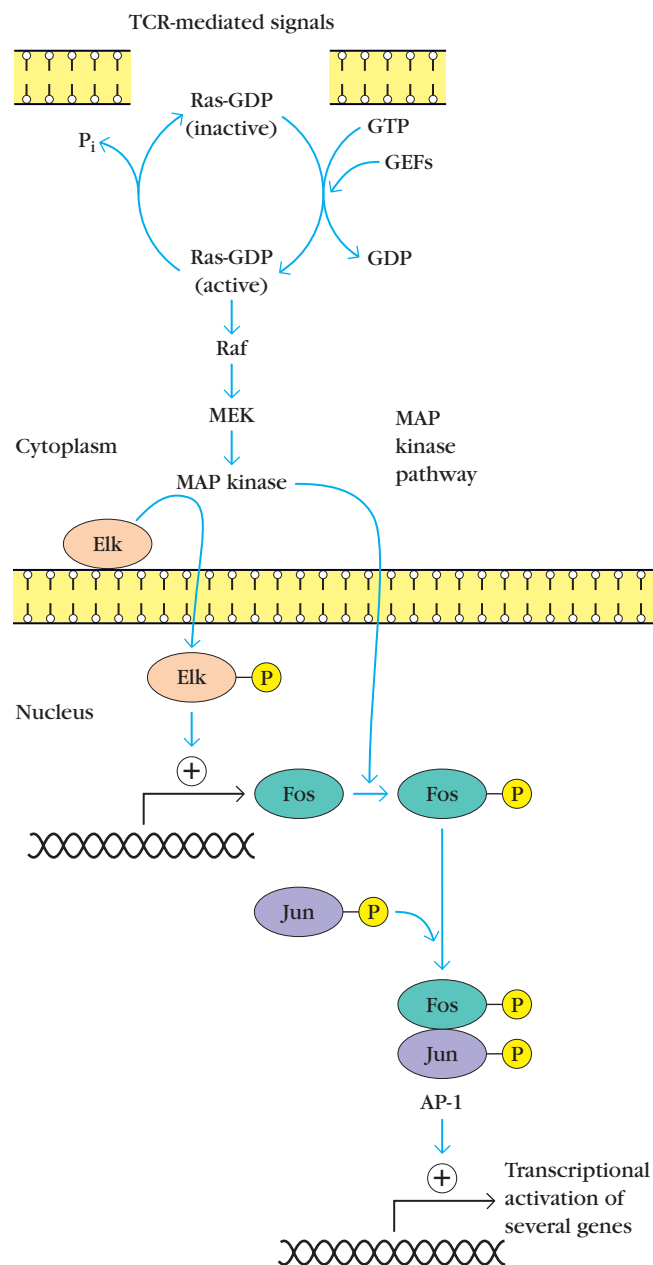 TCR-mediated signals
Ras-GDP
(inactive)
GTP
GEFs
Pi
Ras-GDP
(active)
GDP
Raf
MEK
Cytoplasm
MAP
kinase
pathway
MAP kinase
Elk
Elk
P
Nucleus
+
Fos
Fos
P
Jun
P
Fos
P
Jun
P
AP-1
+
Transcriptional
activation of
several genes